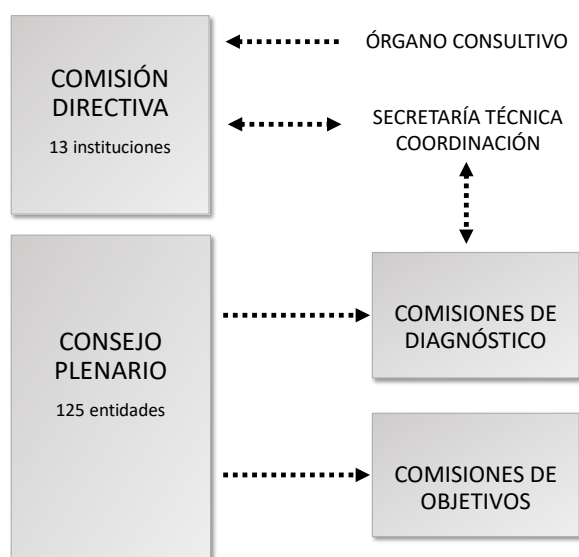 COMISIÓN
DIRECTIVA
13 instituciones
ÓRGANO CONSULTIVO
SECRETARÍA TÉCNICA
COORDINACIÓN
CONSEJO
PLENARIO
125 entidades
COMISIONES DE
DIAGNÓSTICO
COMISIONES DE
OBJETIVOS